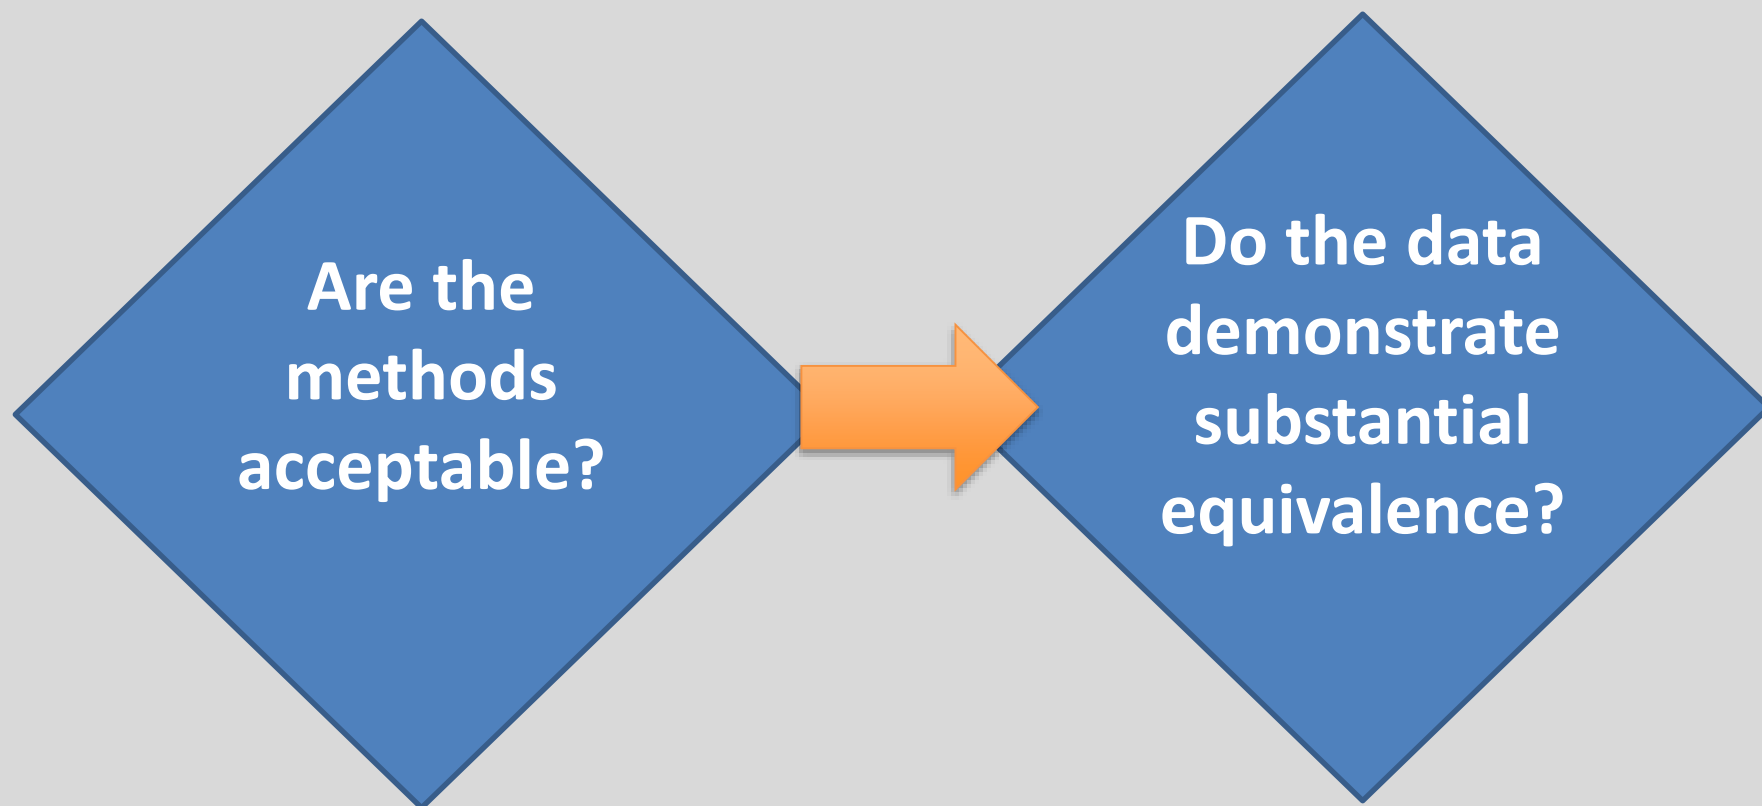 Are the
methods
acceptable?
Do the data
demonstrate
substantial
equivalence?